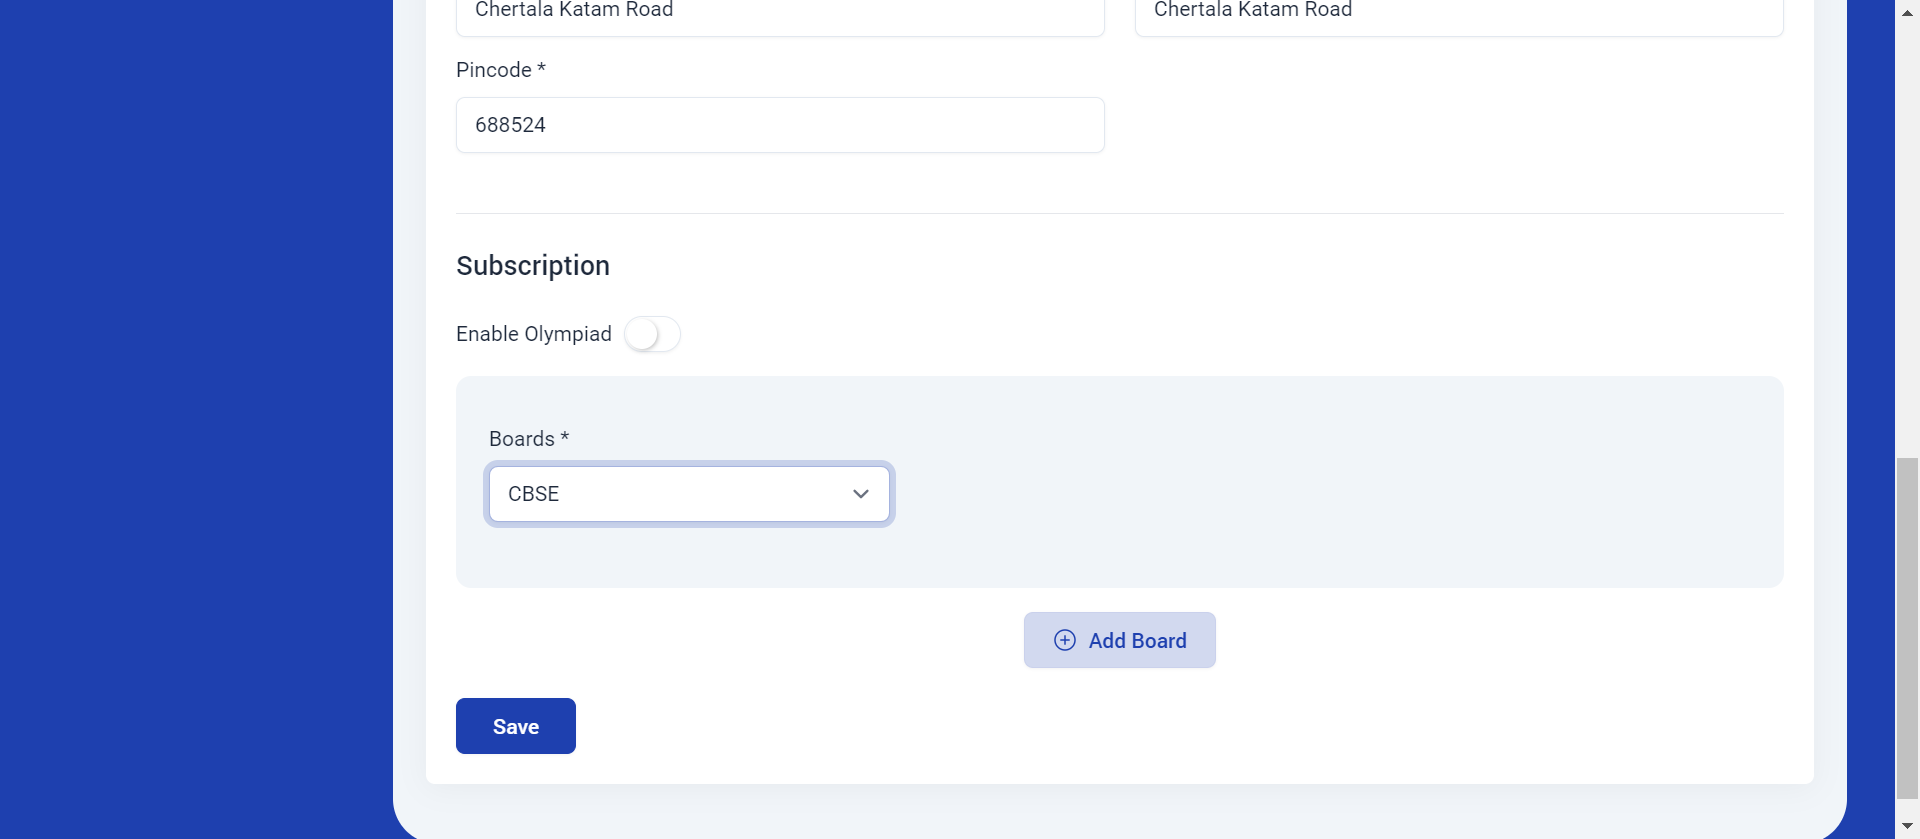 Chertala Katam Road
Chertala Katam Road
Pincode *
688524
Subscription
Enable Olympiad
Boards *
CBSE
Add Board
Save